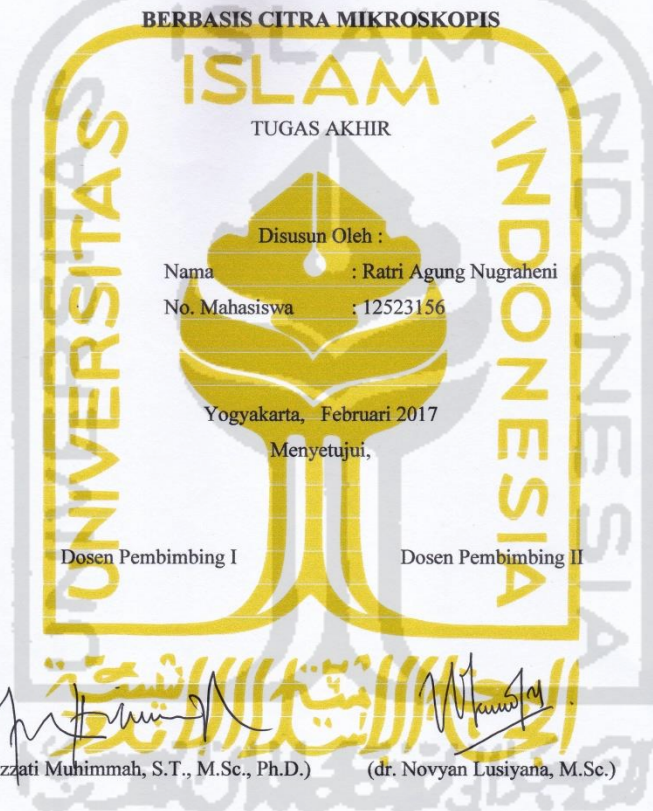 BERBASIS CITRA MIKROSKOPIS
ISLAM
UNIVERSITAS
INDONESIA
TUGAS AKHIR
Disusun Oleh :
Nama : Ratri Agung Nugraheni
No. Mahasiswa : 12523156
Yogyakarta, Februari 2017
Menyetujui,
Dosen Pembimbing I Dosen Pembimbing II
Muhimmah, S.T., M.Sc., Ph.D.) (dr. Novyan Lusiyana, M.Sc.)